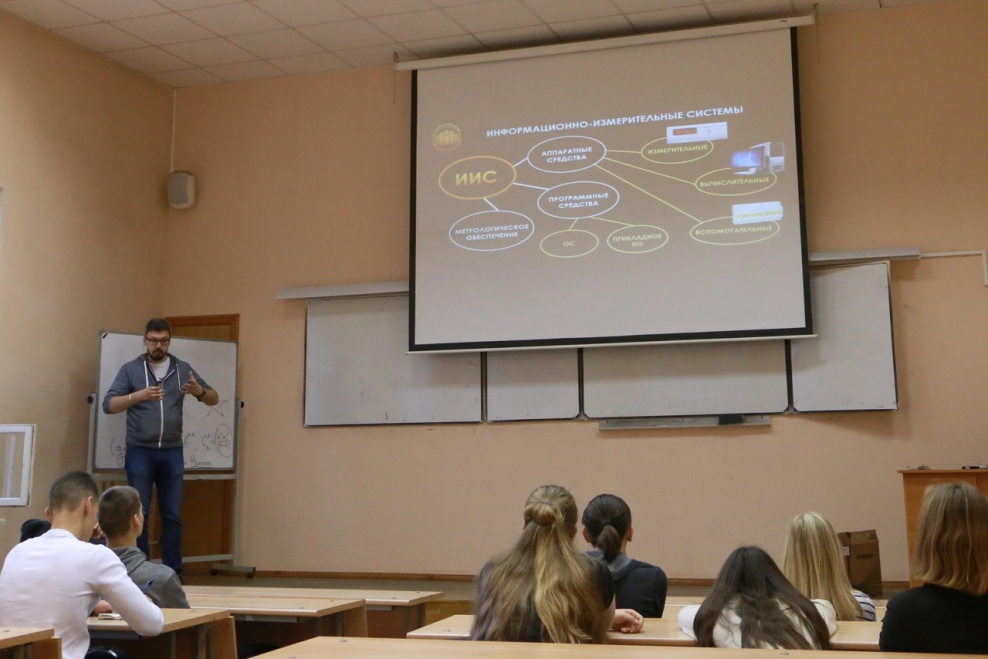 ИНФОРМАЦИОННО-ИЗМЕРИТЕЛЬНЫЕ СИСТЕМЫ
АППАРАТНЫЕ
СРЕДСТВА
ИЗМЕРИТЕЛЬНЫЕ
ИИС
ВЫЧИСЛИТЕЛЬНЫЕ
ПРОГРАММНЫЕ
СРЕДСТВА
МЕТРОЛОГИЧЕСКОЕ
ОБЕСПЕЧЕНИЕ
ОС
ПРИКЛАДНОЕ
ПО
ВСПОМОГАТЕЛЬНЫЕ